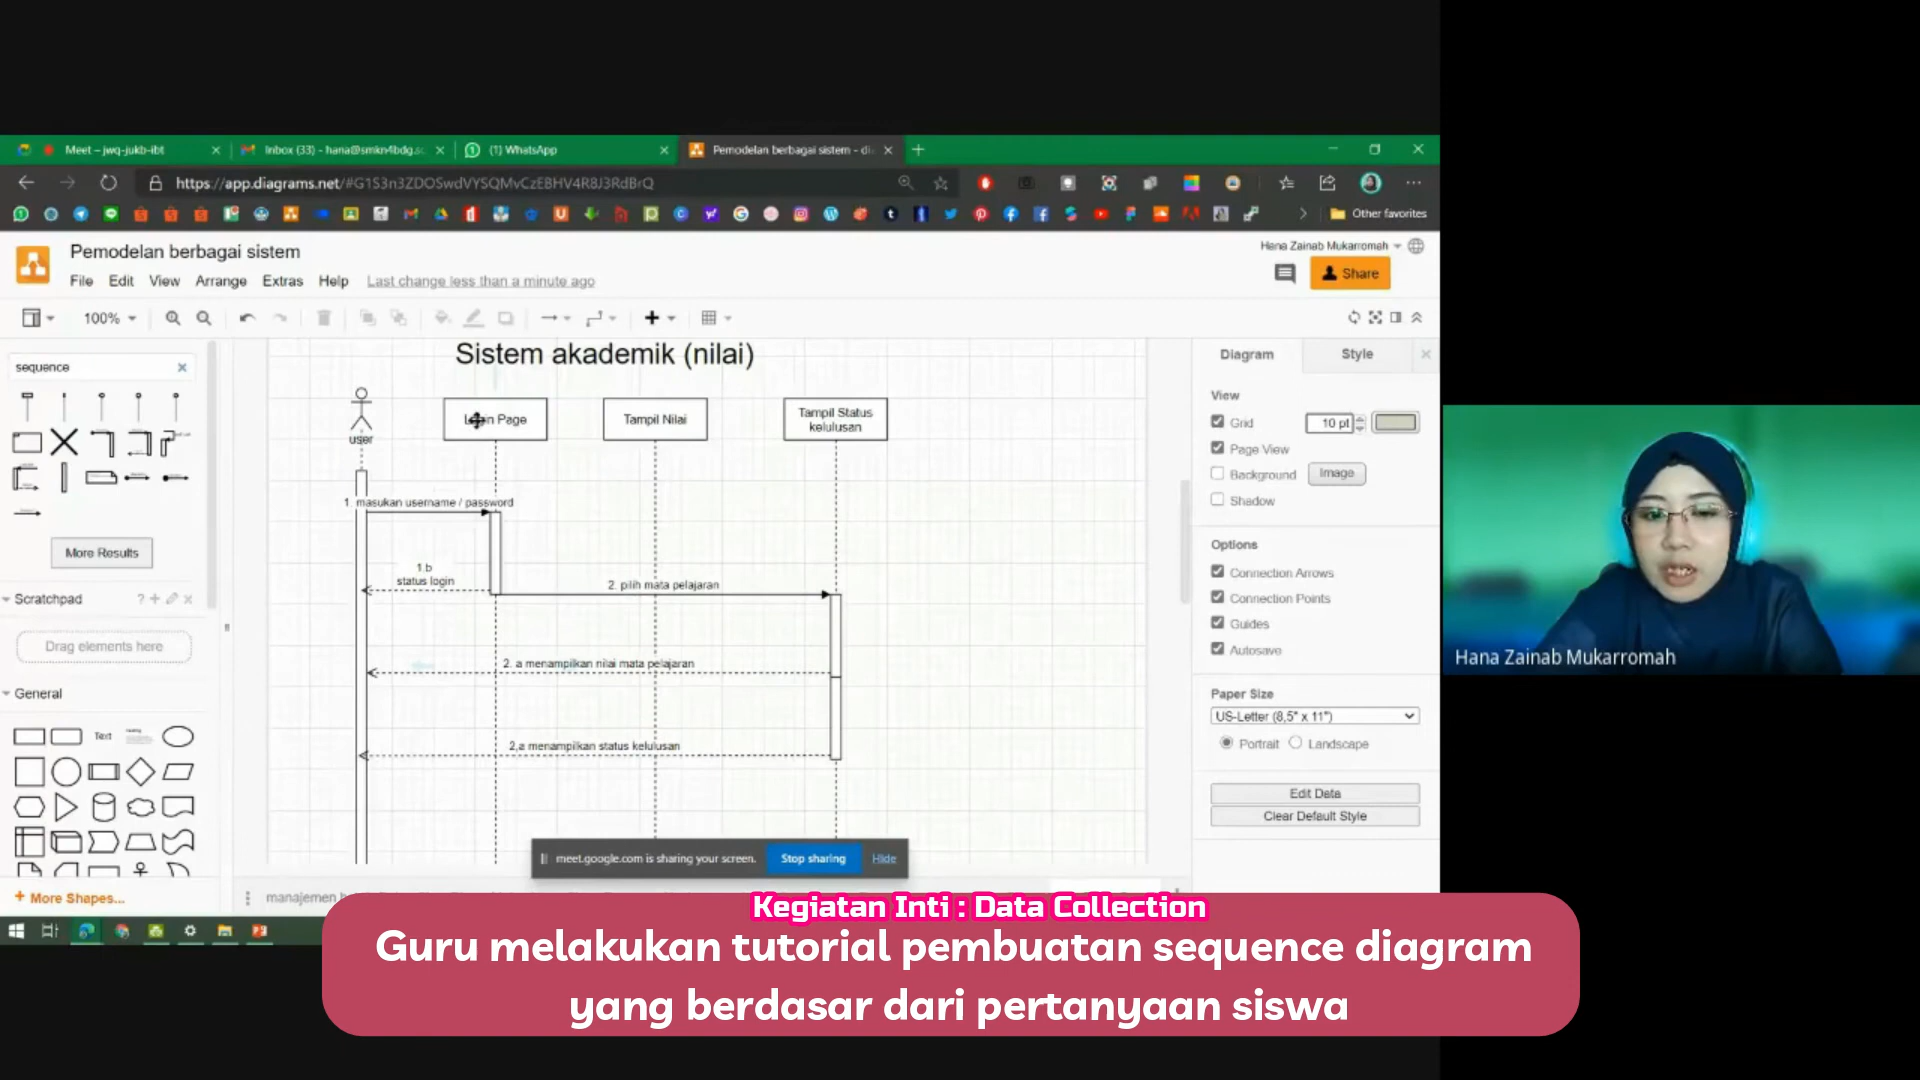 Meet – jwq-jukb-ibt
Inbox (33) - hana@smkn4bdg.sc
(1) WhatsApp
Pemodelan berbagai sistem - di
https://app.diagrams.net/#G1S3n3ZDOSwdVYSQMvCzEBHV4R8J3RdBrQ
Other favorites
Pemodelan berbagai sistem
Hana Zainab Mukarromah
File Edit View Arrange Extras Help Last change less than a minute ago
Share
100%
sequence
Sistem akademik (nilai)
Diagram Style
user
Page
Tampil Nilai
Tampil Status
kelulusan
View
Grid 10 pt
Page View
Background Image
Shadow
1. masukan username / password
More Results
1.b
status login
2. pilih mata pelajaran
Options
Connection Arrows
Connection Points
Guides
Autosave
Scratchpad
Drag elements here
2. a menampilkan nilai mata pelajaran
General
Text
2,a menampilkan status kelulusan
Paper Size
US-Letter (8,5" x 11")
Portrait Landscape
Edit Data
Clear Default Style
meet.google.com is sharing your screen. Stop sharing Hide
More Shapes...
manajemen
Hana Zainab Mukarromah
Kegiatan Inti : Data Collection
Guru melakukan tutorial pembuatan sequence diagram
yang berdasar dari pertanyaan siswa